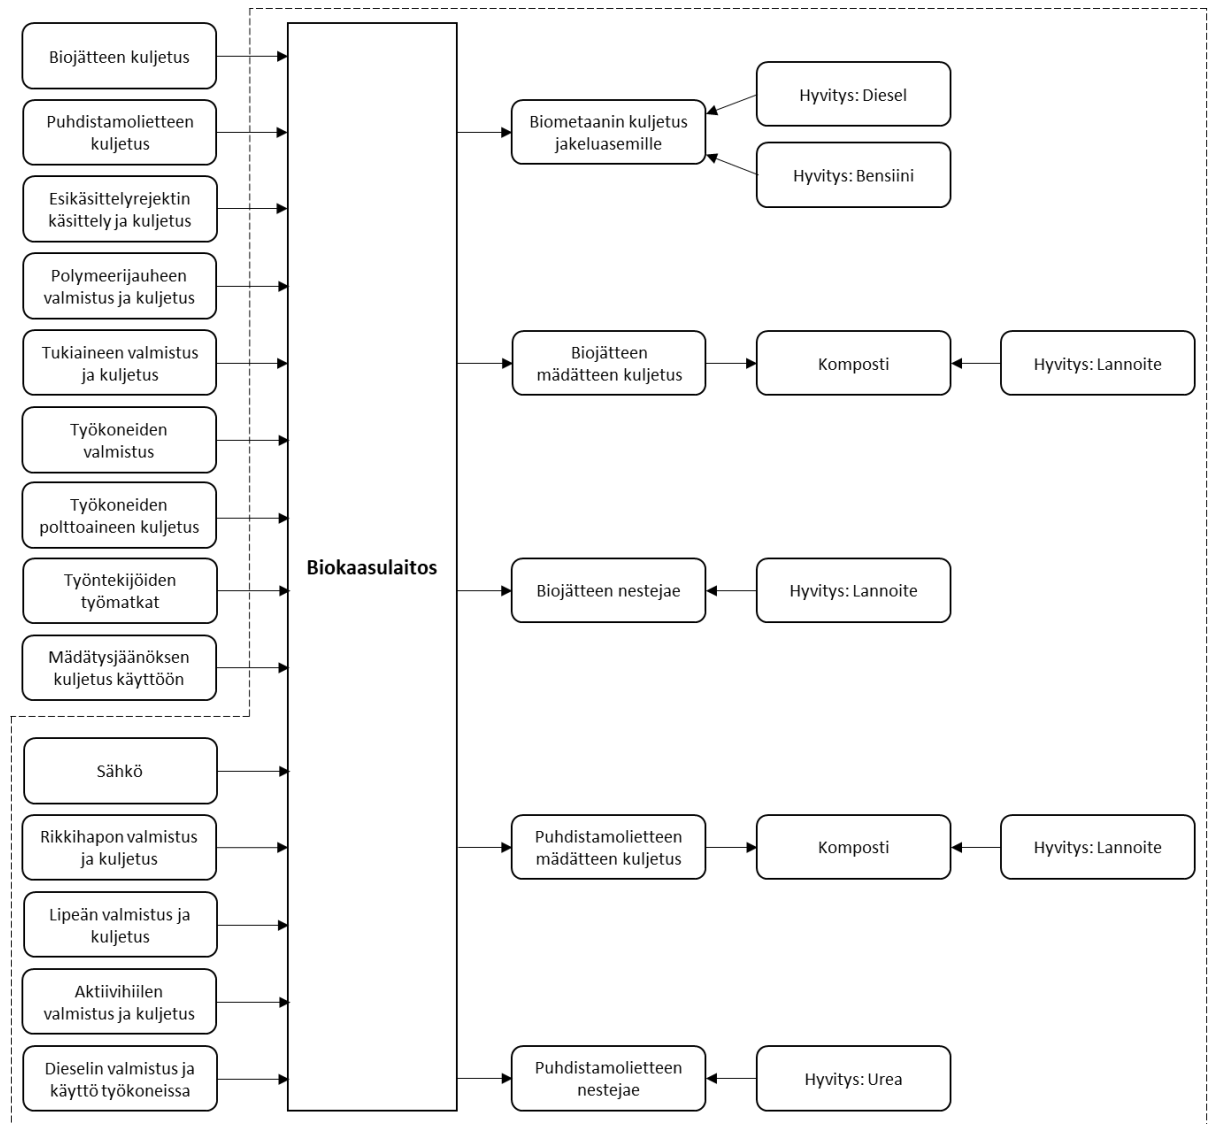 Biojätteen kuljetus
Puhdistamolietteen
kuljetus
Esikäsittelyrejektin
käsittely ja kuljetus
Polymeerijauheen
valmistus ja kuljetus
Tukiaineen valmistus
ja kuljetus
Työkoneiden
valmistus
Työkoneiden
polttoaineen kuljetus
Työntekijöiden
työmatkat
Mädätysjäänöksen
kuljetus käyttöön
Sähkö
Rikkihapon valmistus
ja kuljetus
Lipeän valmistus ja
kuljetus
Aktiivihiilen
valmistus ja kuljetus
Dieselin valmistus ja
käyttö työkoneissa
Biokaasulaitos
Biometaanin kuljetus
jakeluasemille
Hyvitys: Diesel
Hyvitys: Bensiini
Biojätteen
mädätteen kuljetus
Komposti
Hyvitys: Lannoite
Biojätteen nestejae
Hyvitys: Lannoite
Puhdistamolietteen
mädätteen kuljetus
Komposti
Hyvitys: Lannoite
Puhdistamolietteen
nestejae
Hyvitys: Urea